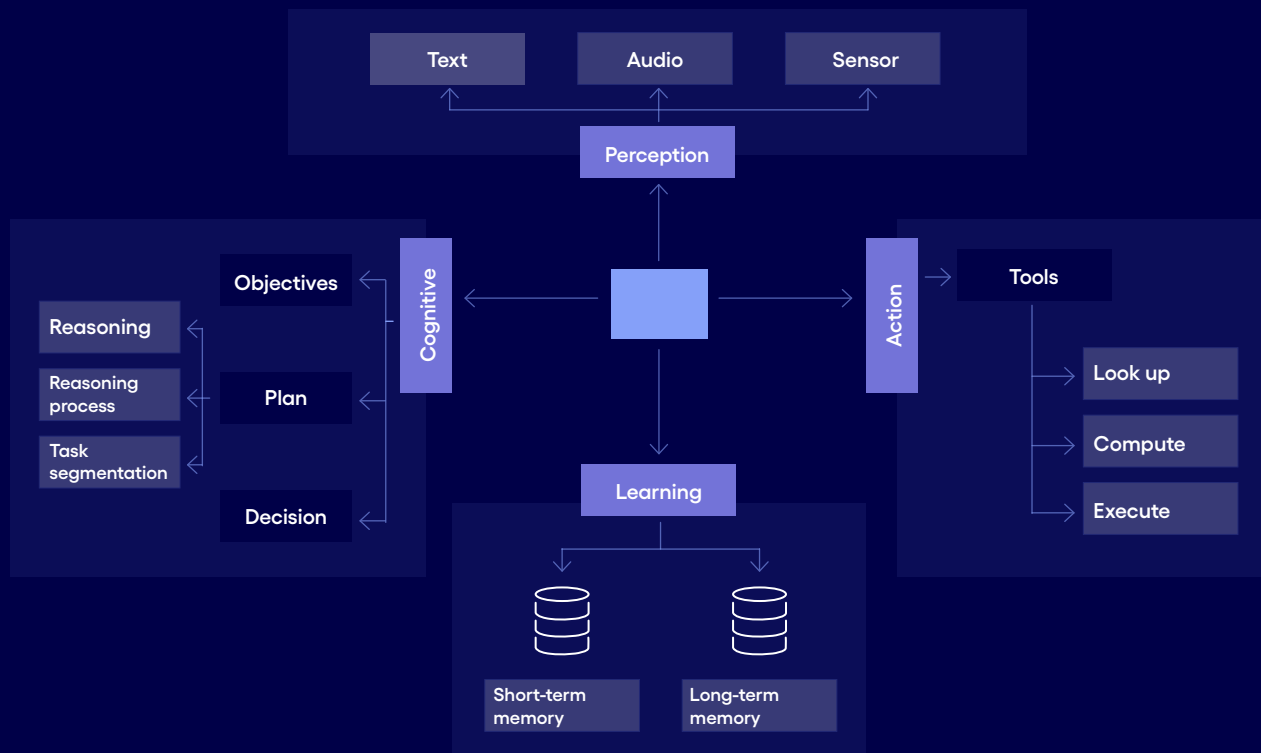 Text
Audio
Sensor
Perception
Cognitive
Objectives
Plan
Decision
Reasoning
Reasoning
process
Task
segmentation
Action
Tools
Look up
Compute
Execute
Learning
Short-term
memory
Long-term
memory